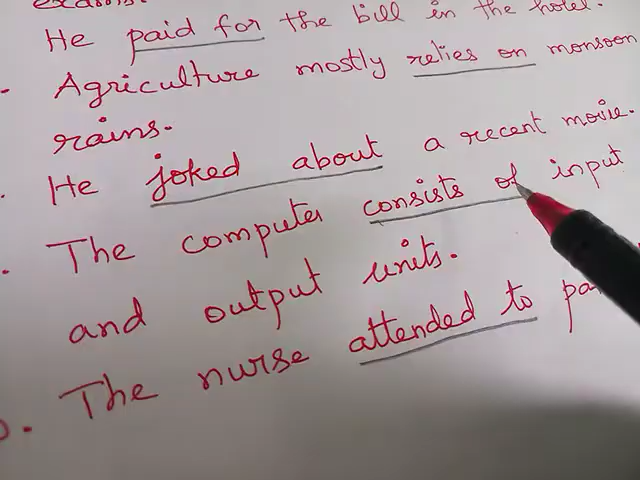 exams.
He paid for the bill in the hotel.
Agriculture mostly relies on monsoon
rains.
He joked about a recent movie.
The computer consists of input
and output units.
The nurse attended to